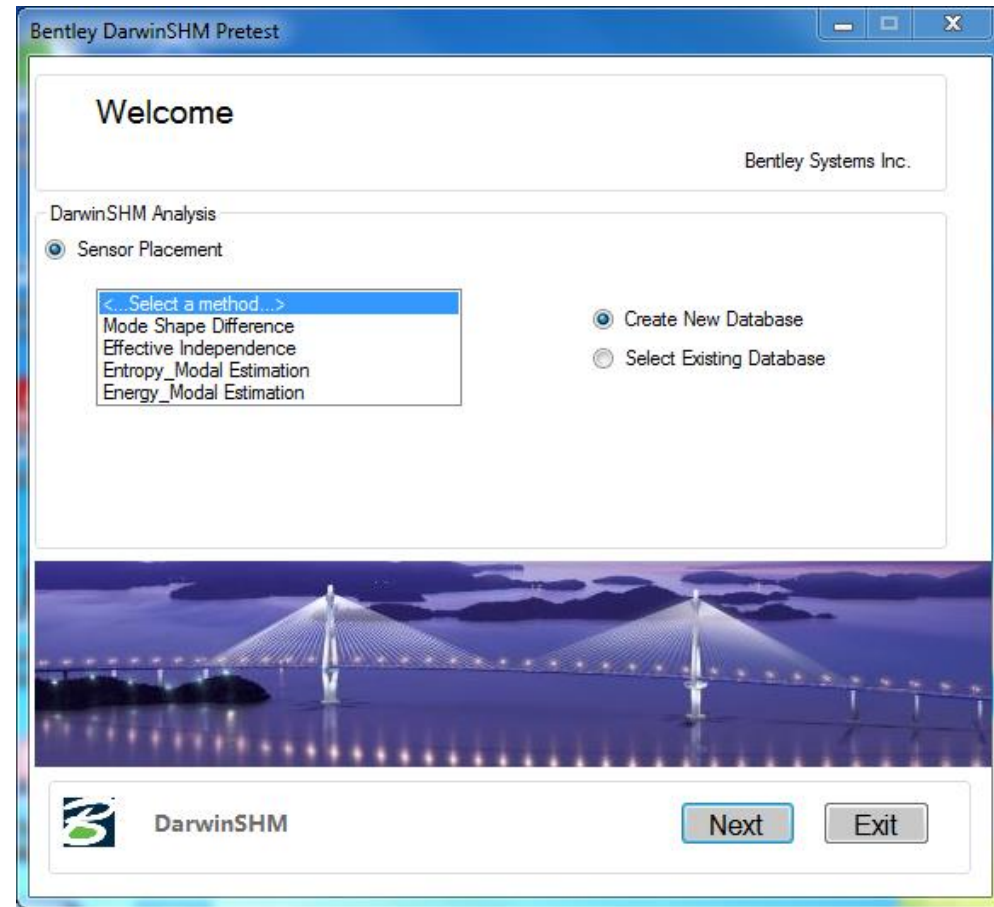 Bentley DarwinSHM Pretest
Welcome
Bentley Systems Inc.
DarwinSHM Analysis
Sensor Placement
<...Select a method...>
Mode Shape Difference
Effective Independence
Entropy_Modal Estimation
Energy_Modal Estimation
Create New Database
Select Existing Database
DarwinSHM
Next
Exit